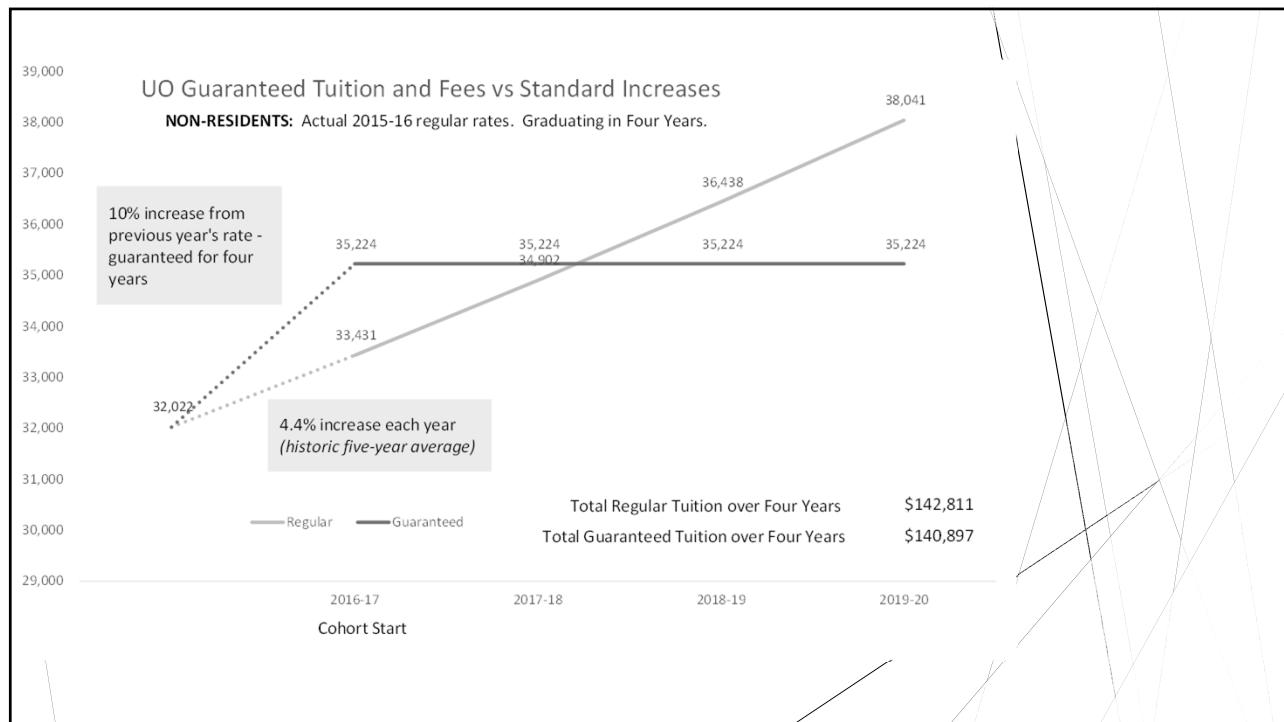 39,000
38,000
37,000
36,000
35,000
34,000
33,000
32,000
31,000
30,000
29,000
UO Guaranteed Tuition and Fees vs Standard Increases
NON-RESIDENTS: Actual 2015-16 regular rates. Graduating in Four Years.
10% increase from
previous year's rate -
guaranteed for four
years
38,041
36,438
35,224
35,224
35,224
35,224
34,902
33,431
32,022
4.4% increase each year
(historic five-year average)
Regular
Guaranteed
Total Regular Tuition over Four Years $142,811
Total Guaranteed Tuition over Four Years $140,897
2016-17
2017-18
2018-19
2019-20
Cohort Start